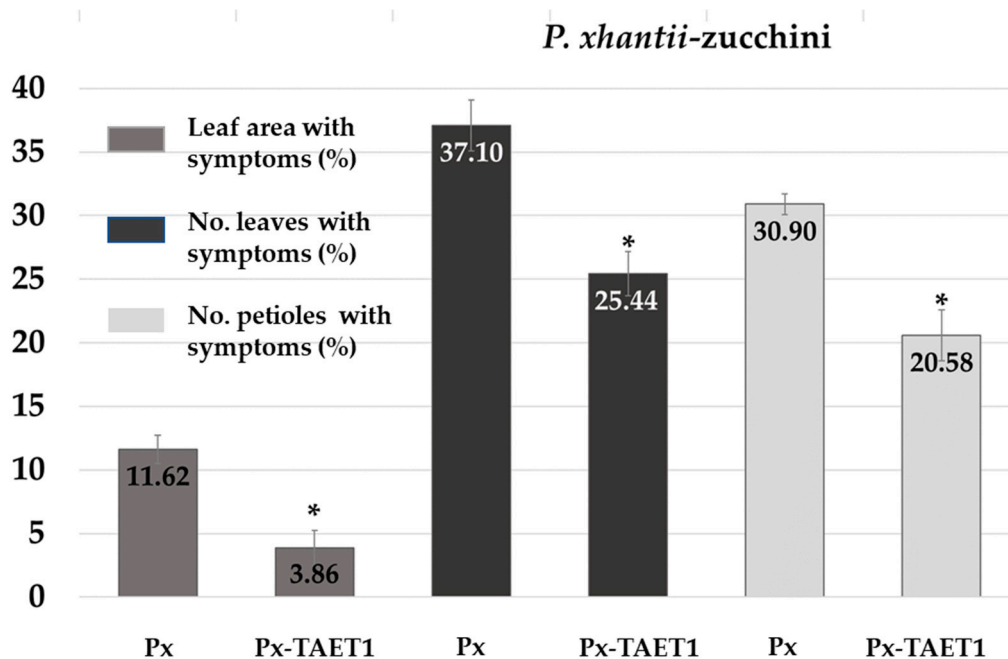 P. xhantii-zucchini
40
35
30
25
20
15
10
5
0
Leaf area with
symptoms (%)
No. leaves with
symptoms (%)
No. petioles with
symptoms (%)
11.62
*
3.86
37.10
*
25.44
30.90
*
20.58
Px
Px-TAET1
Px
Px-TAET1
Px
Px-TAET1